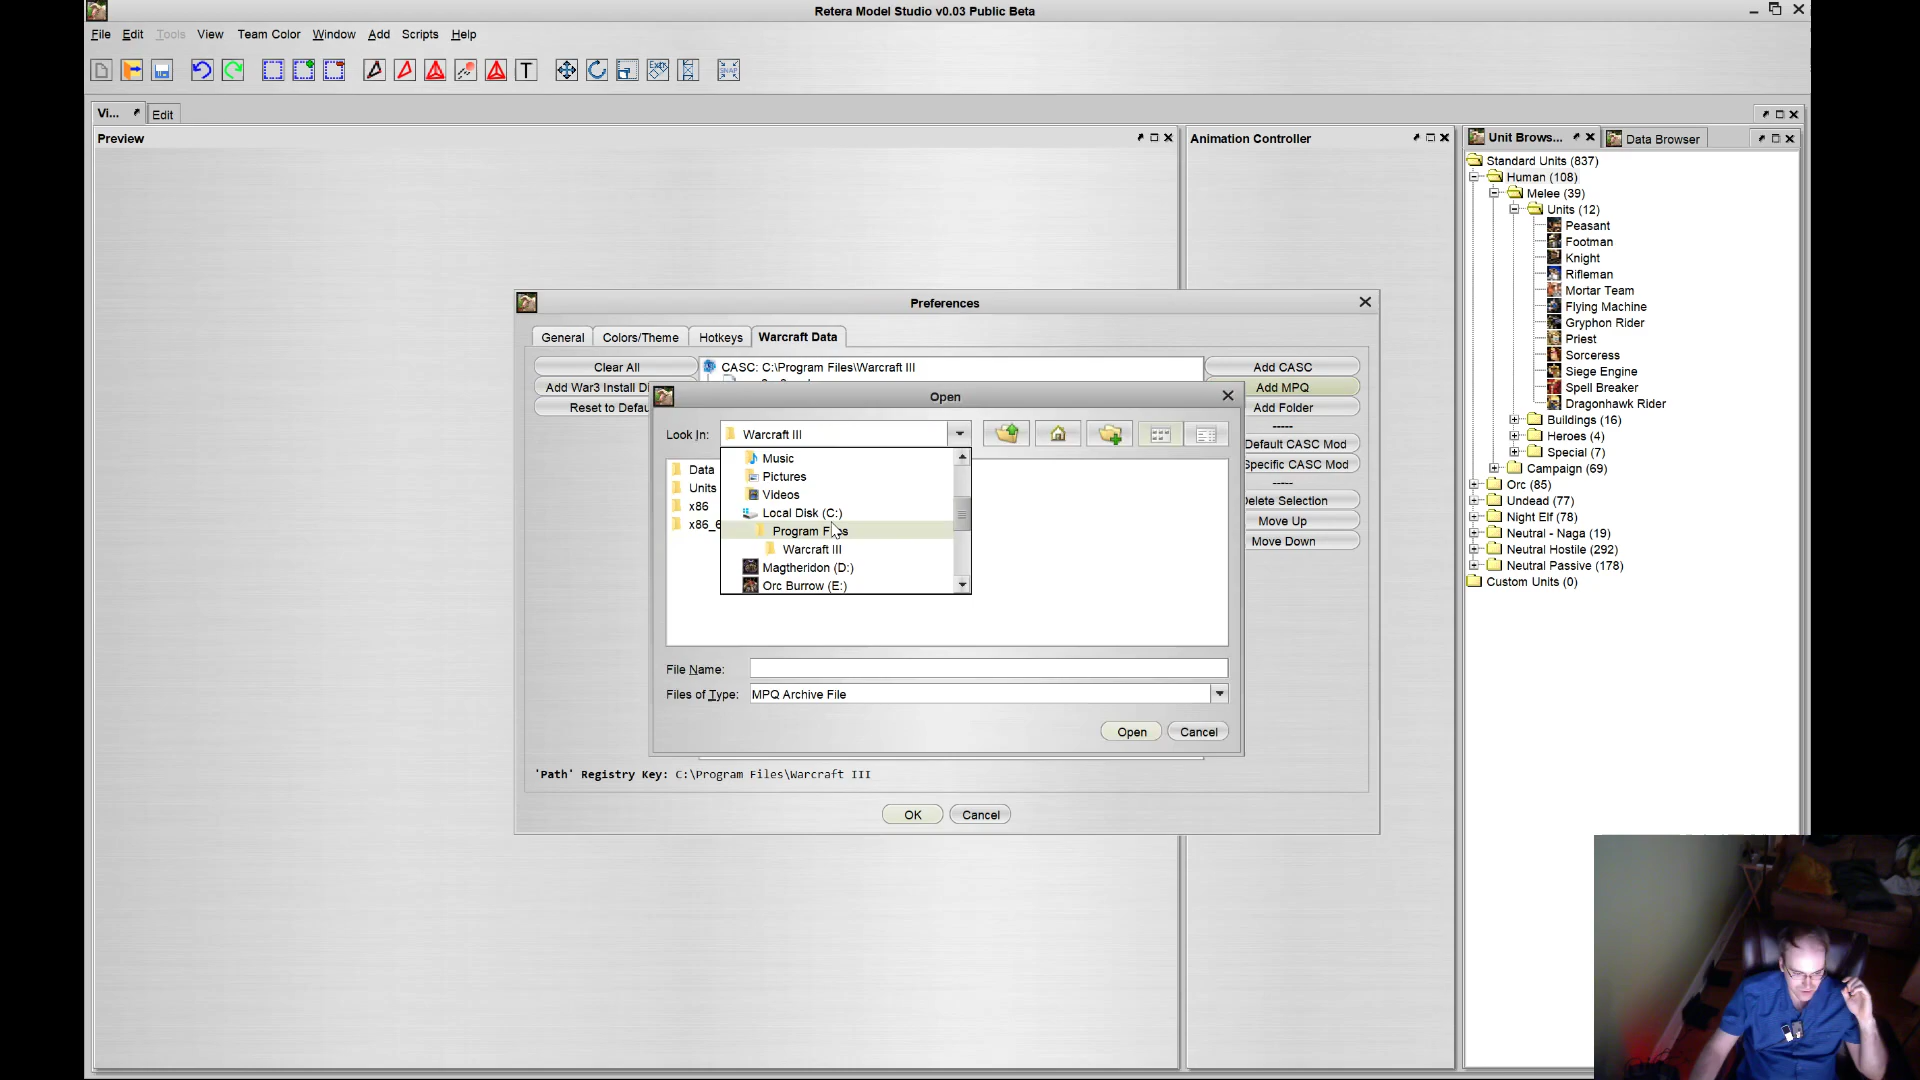 Retera Model Studio v0.03 Public Beta
File Edit Tools View Team Color Window Add Scripts Help
T
SNAP
Vi... Edit
Preview
Animation Controller
Unit Brows... Data Browser
Standard Units (837)
Human (108)
Melee (39)
Units (12)
Peasant
Footman
Knight
Rifleman
Mortar Team
Flying Machine
Gryphon Rider
Priest
Sorceress
Siege Engine
Spell Breaker
Dragonhawk Rider
Buildings (16)
Heroes (4)
Special (7)
Campaign (69)
Orc (85)
Undead (77)
Night Elf (78)
Neutral - Naga (19)
Neutral Hostile (292)
Neutral Passive (178)
Custom Units (0)
Preferences
General Colors/Theme Hotkeys Warcraft Data
Clear All
Add War3 Install Di
Reset to Defau
CASC: C:\Program Files\Warcraft III
Add CASC
Add MPQ
Add Folder
-----
Default CASC Mod
Specific CASC Mod
-----
Delete Selection
Move Up
Move Down
Open
Look In: Warcraft III
Data
Units
x86
x86_6
Music
Pictures
Videos
Local Disk (C:)
Program Files
Warcraft III
Magtheridon (D:)
Orc Burrow (E:)
File Name:
Files of Type: MPQ Archive File
Open Cancel
'Path' Registry Key: C:\Program Files\Warcraft III
OK Cancel